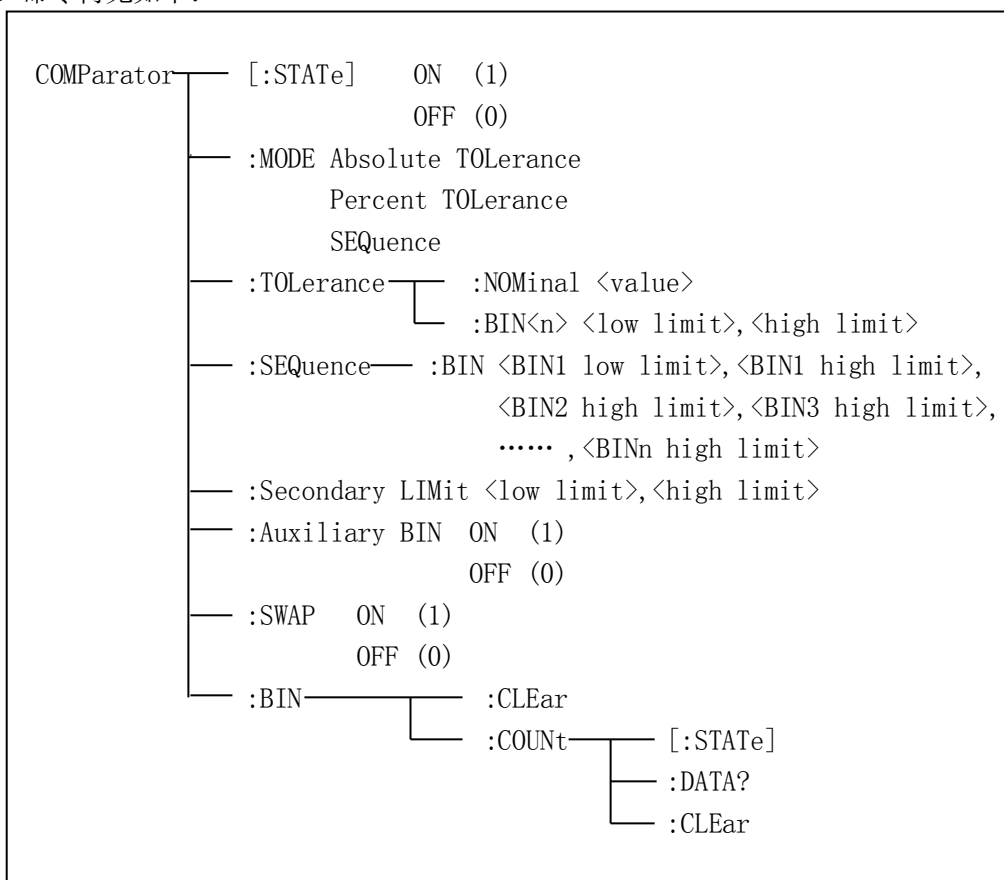 COMParator [:STATe] ON (1)
OFF (0)
:MODE Absolute TOLerance
Percent TOLerance
SEQuence
:TOLerance :NOMinal <value>
:BIN<n> <low limit>,<high limit>
:SEQuence :BIN <BIN1 low limit>,<BIN1 high limit>,
<BIN2 high limit>,<BIN3 high limit>,
…… ,<BINn high limit>
:Secondary LIMit <low limit>,<high limit>
:Auxiliary BIN ON (1)
OFF (0)
:SWAP ON (1)
OFF (0)
:BIN :CLEar
:COUNt [:STATe]
:DATA?
:CLEar